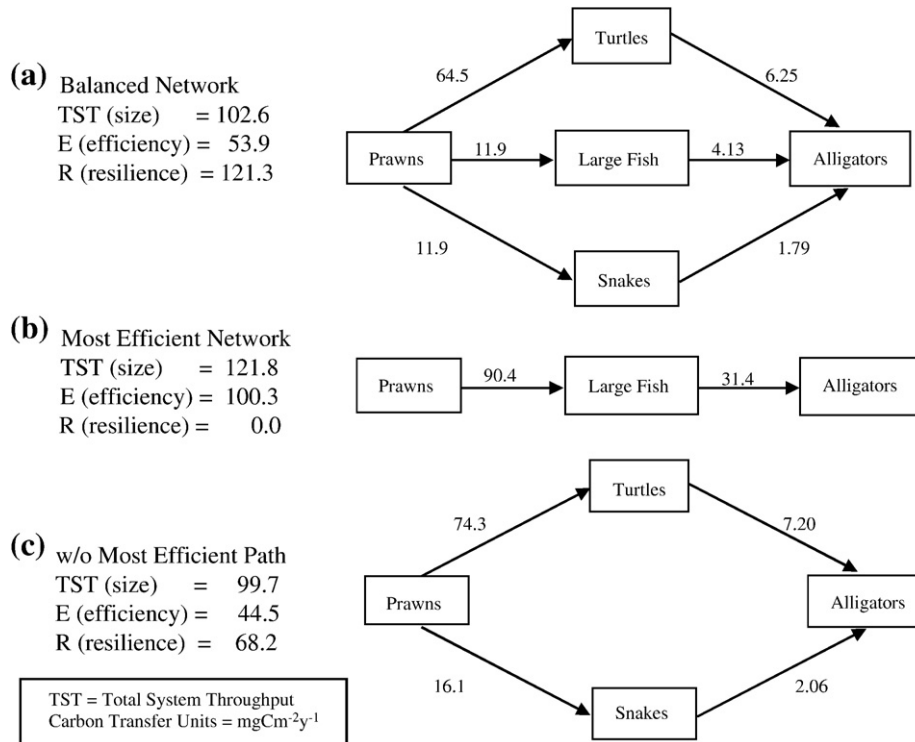 (a) Balanced Network
TST (size) = 102.6
E (efficiency) = 53.9
R (resilience) = 121.3
Turtles
64.5
6.25
Prawns
11.9
Large Fish
4.13
Alligators
11.9
1.79
Snakes
(b) Most Efficient Network
TST (size) = 121.8
E (efficiency) = 100.3
R (resilience) = 0.0
Prawns
90.4
Large Fish
31.4
Alligators
(c) w/o Most Efficient Path
TST (size) = 99.7
E (efficiency) = 44.5
R (resilience) = 68.2
Turtles
74.3
7.20
Prawns
Alligators
16.1
2.06
Snakes
TST = Total System Throughput
Carbon Transfer Units = mgCm⁻²y⁻¹